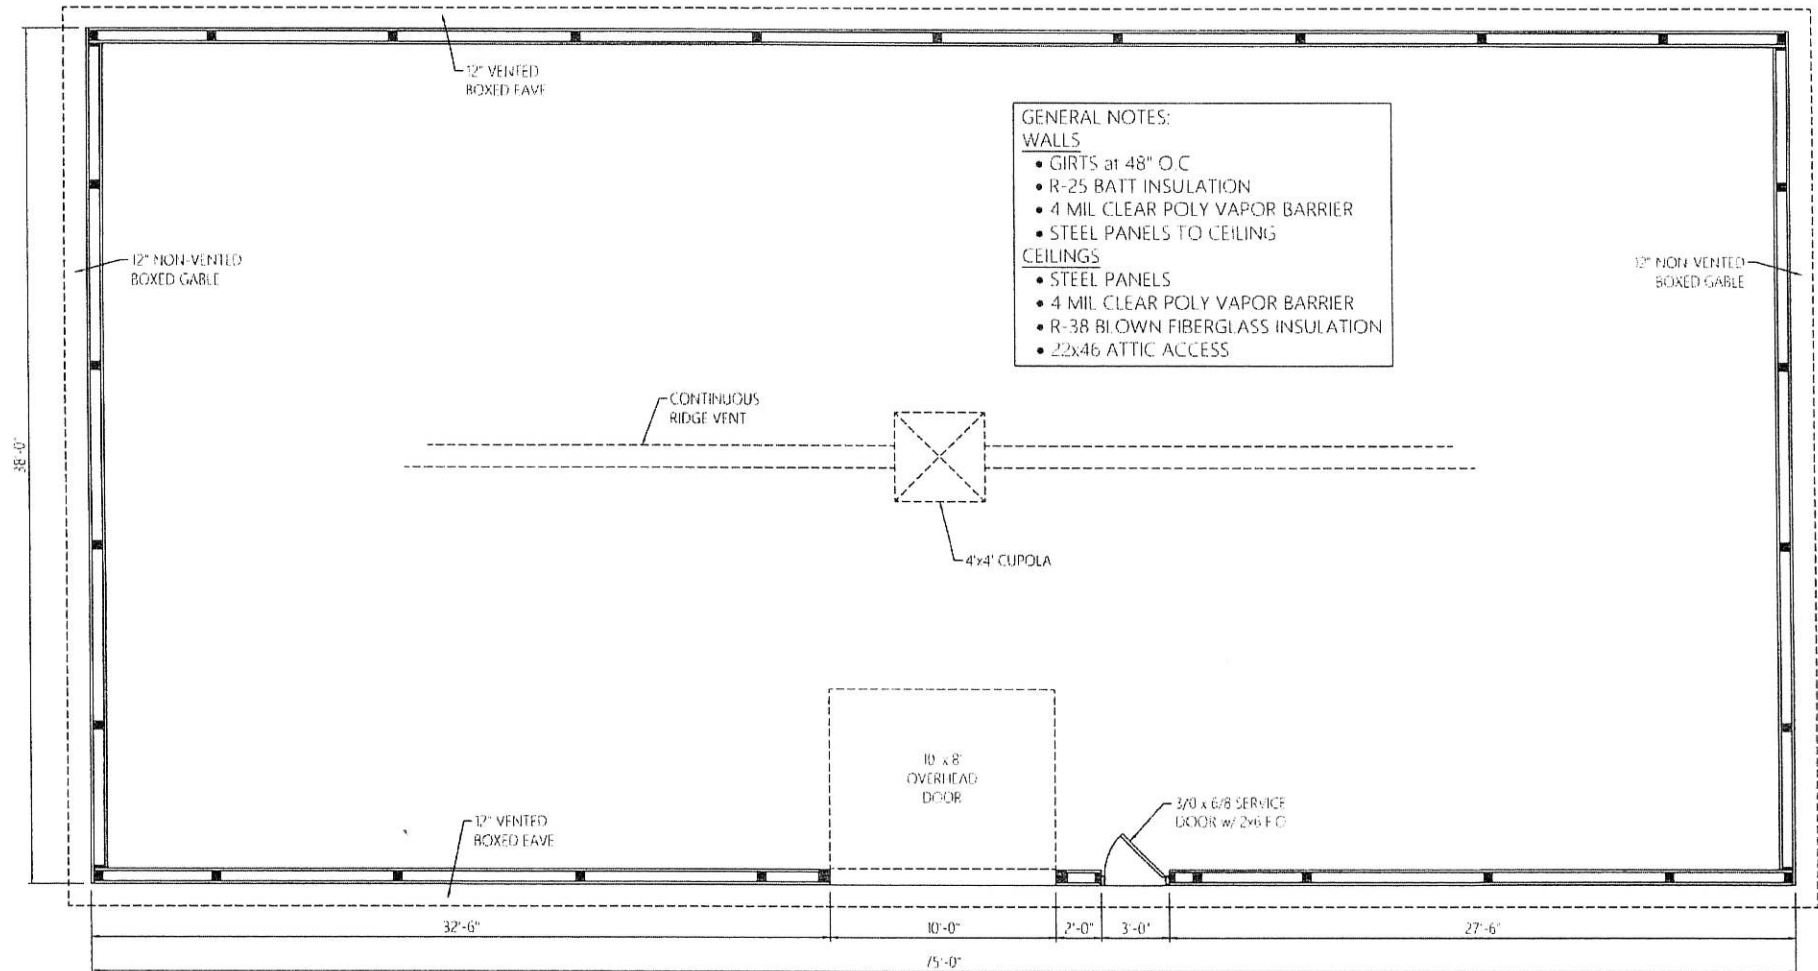 12" VENTED
BOXED EAVE
GENERAL NOTES:
WALLS
• GIRTS at 48" O.C
• R-25 BATT INSULATION
• 4 MIL CLEAR POLY VAPOR BARRIER
• STEEL PANELS TO CEILING
CEILINGS
• STEEL PANELS
• 4 MIL CLEAR POLY VAPOR BARRIER
• R-38 BLOWN FIBERGLASS INSULATION
• 22x46 ATTIC ACCESS
12" NON-VENTED
BOXED GABLE
12" NON-VENTED
BOXED GABLE
CONTINUOUS
RIDGE VENT
38'-0"
4'x4' CUPOLA
10' x 8'
OVERHEAD
DOOR
3/0 x 6/8 SERVICE
DOOR w/ 2x6 F.O
12" VENTED
BOXED EAVE
32'-6"
10'-0"
2'-0"
3'-0"
27'-6"
75'-0"